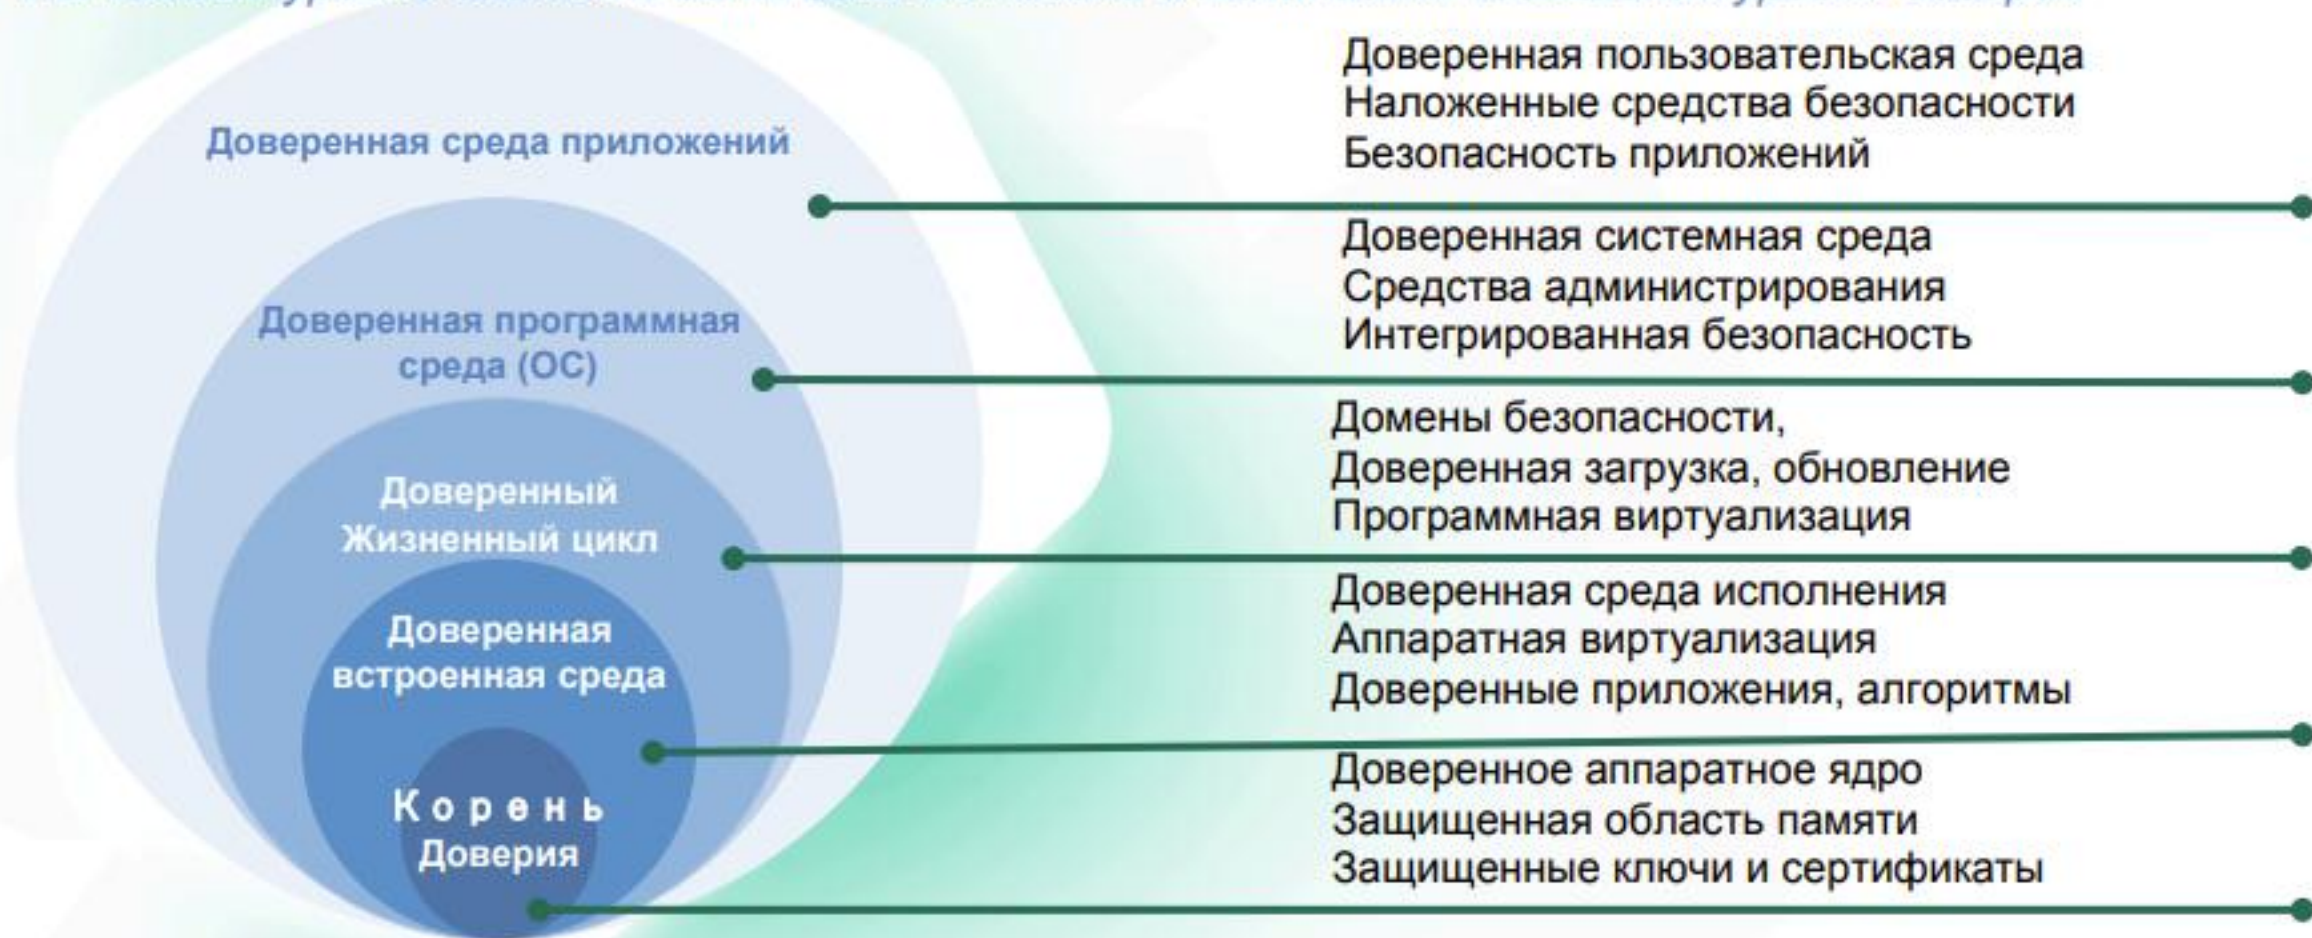 Доверенная среда приложений
Доверенная программная
среда (ОС)
Доверенный
Жизненный цикл
Доверенная
встроенная среда
Корень
Доверия
Доверенная пользовательская среда
Наложенные средства безопасности
Безопасность приложений
Доверенная системная среда
Средства администрирования
Интегрированная безопасность
Домены безопасности,
Доверенная загрузка, обновление
Программная виртуализация
Доверенная среда исполнения
Аппаратная виртуализация
Доверенные приложения, алгоритмы
Доверенное аппаратное ядро
Защищенная область памяти
Защищенные ключи и сертификаты